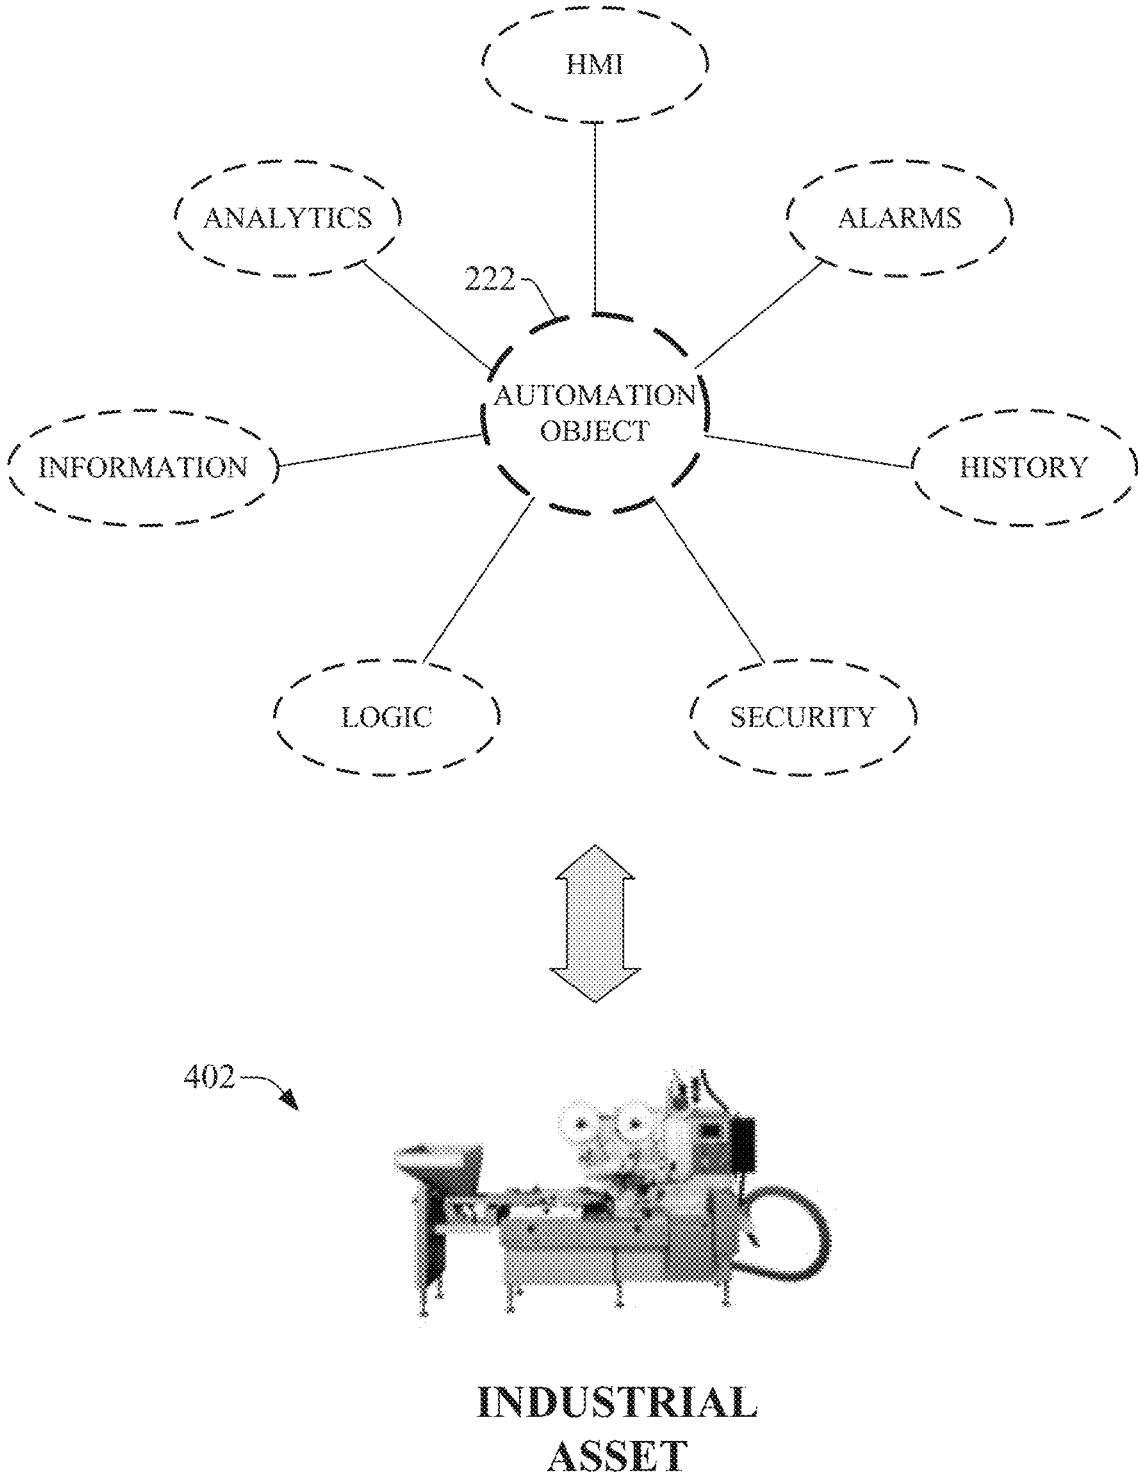 HMI
ANALYTICS
ALARMS
222
AUTOMATION
OBJECT
INFORMATION
HISTORY
LOGIC
SECURITY
402
INDUSTRIAL
ASSET